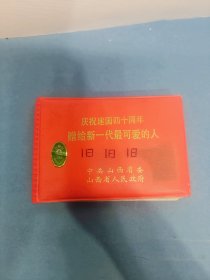 庆祝建国四十周年
赠给新一代最可爱的人
中共山西省委
山西省人民政府